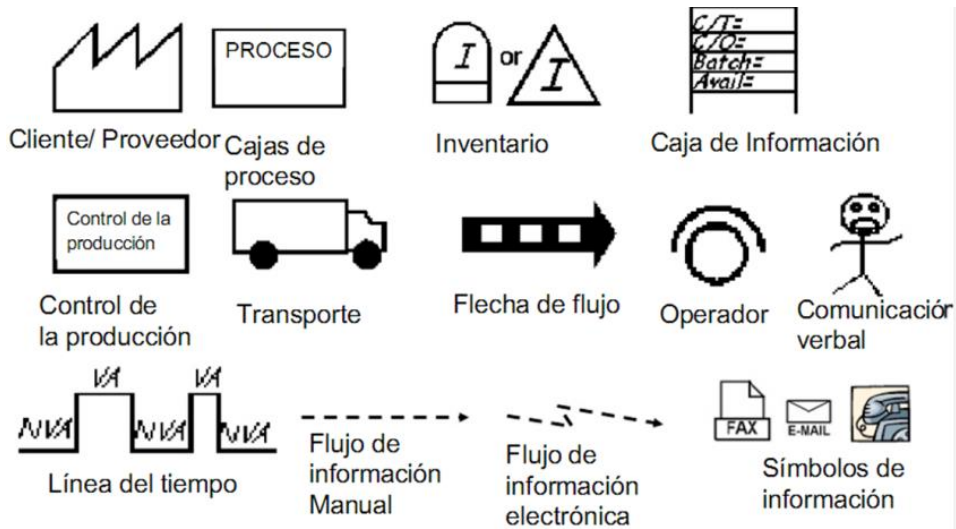 PROCESO
I or I
C/T=
C/O=
Batch=
Avail=
Cliente/ Proveedor
Cajas de
proceso
Inventario
Caja de Información
Control de la
producción
Control de
la producción
Transporte
Flecha de flujo
Operador
Comunicación
verbal
VA VA
NVA NVA NVA
Línea del tiempo
Flujo de
información
Manual
Flujo de
información
electrónica
FAX
E-MAIL
Símbolos de
información